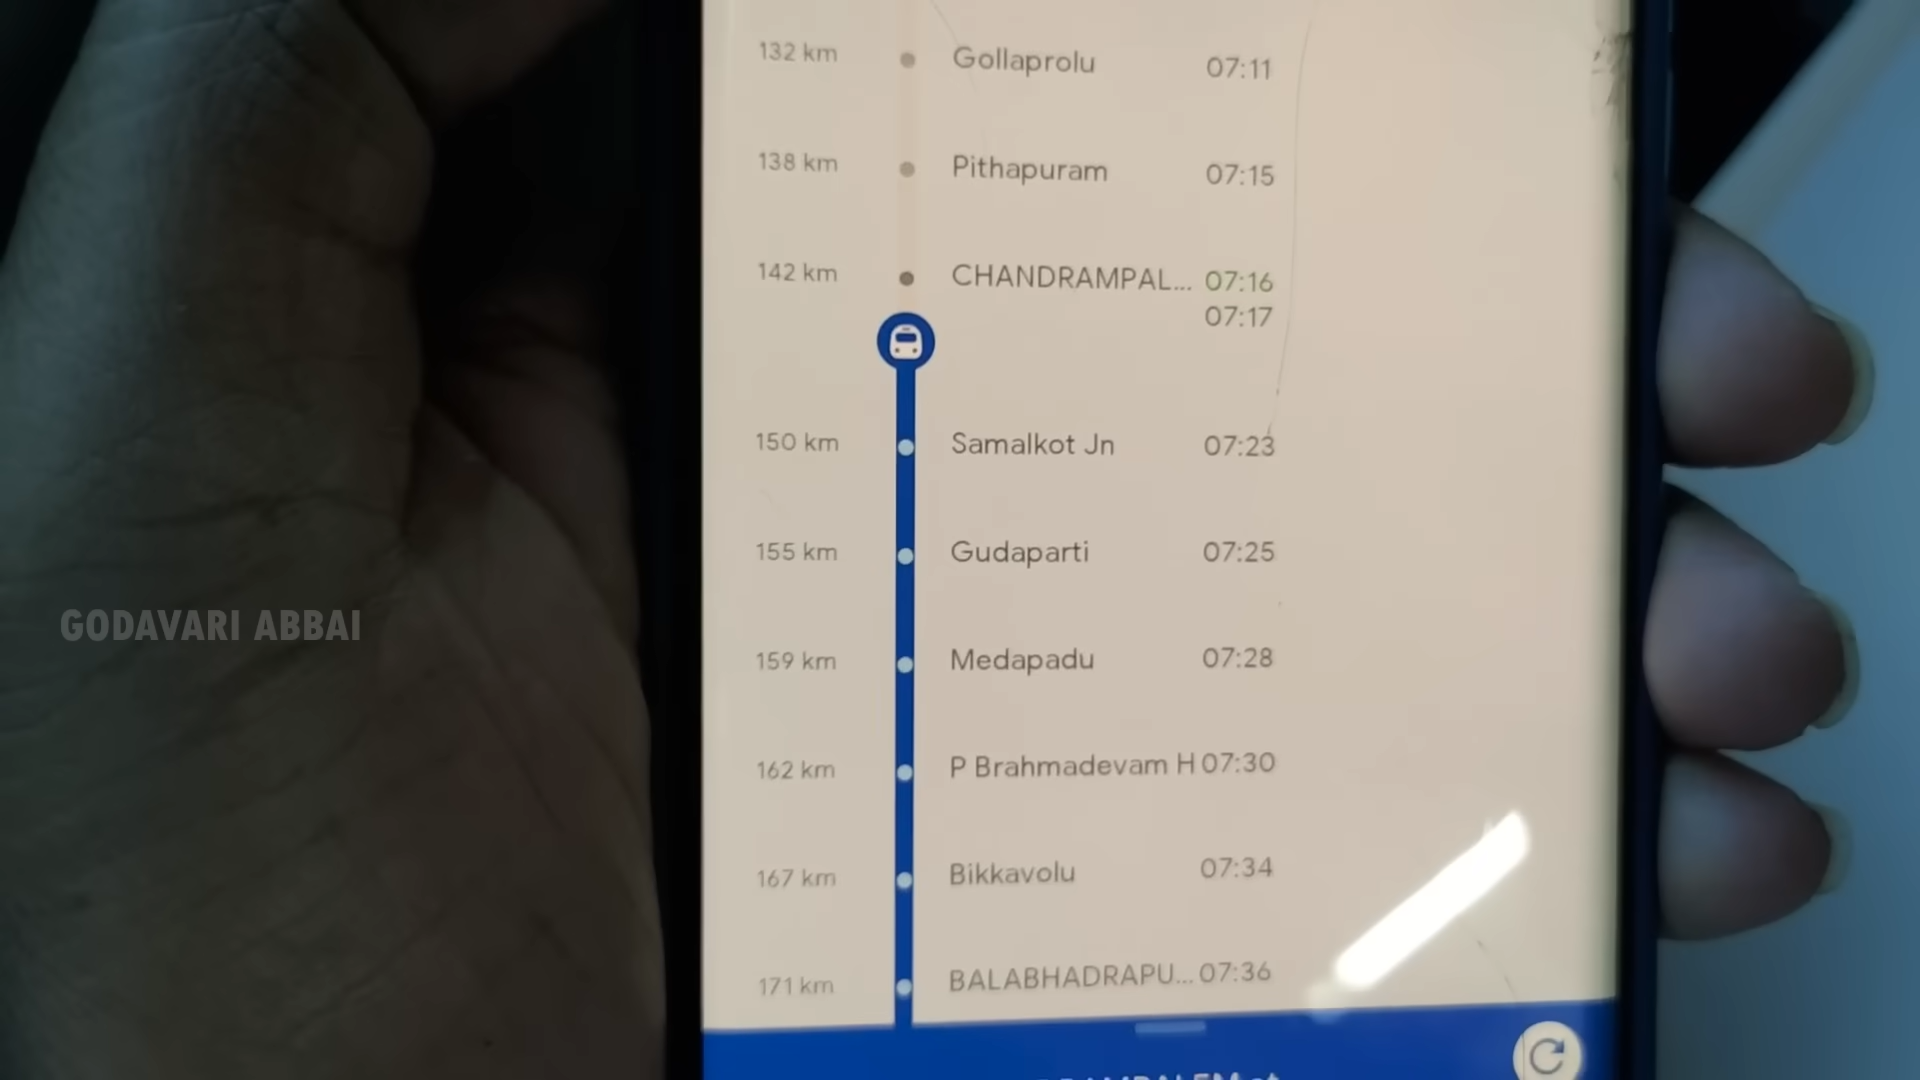 132 km Gollaprolu 07:11
138 km Pithapuram 07:15
142 km CHANDRAMPAL... 07:16
07:17
150 km Samalkot Jn 07:23
155 km Gudaparti 07:25
159 km Medapadu 07:28
GODAVARI ABBAI
162 km P Brahmadevam H 07:30
167 km Bikkavolu 07:34
171 km BALABHADRAPU... 07:36